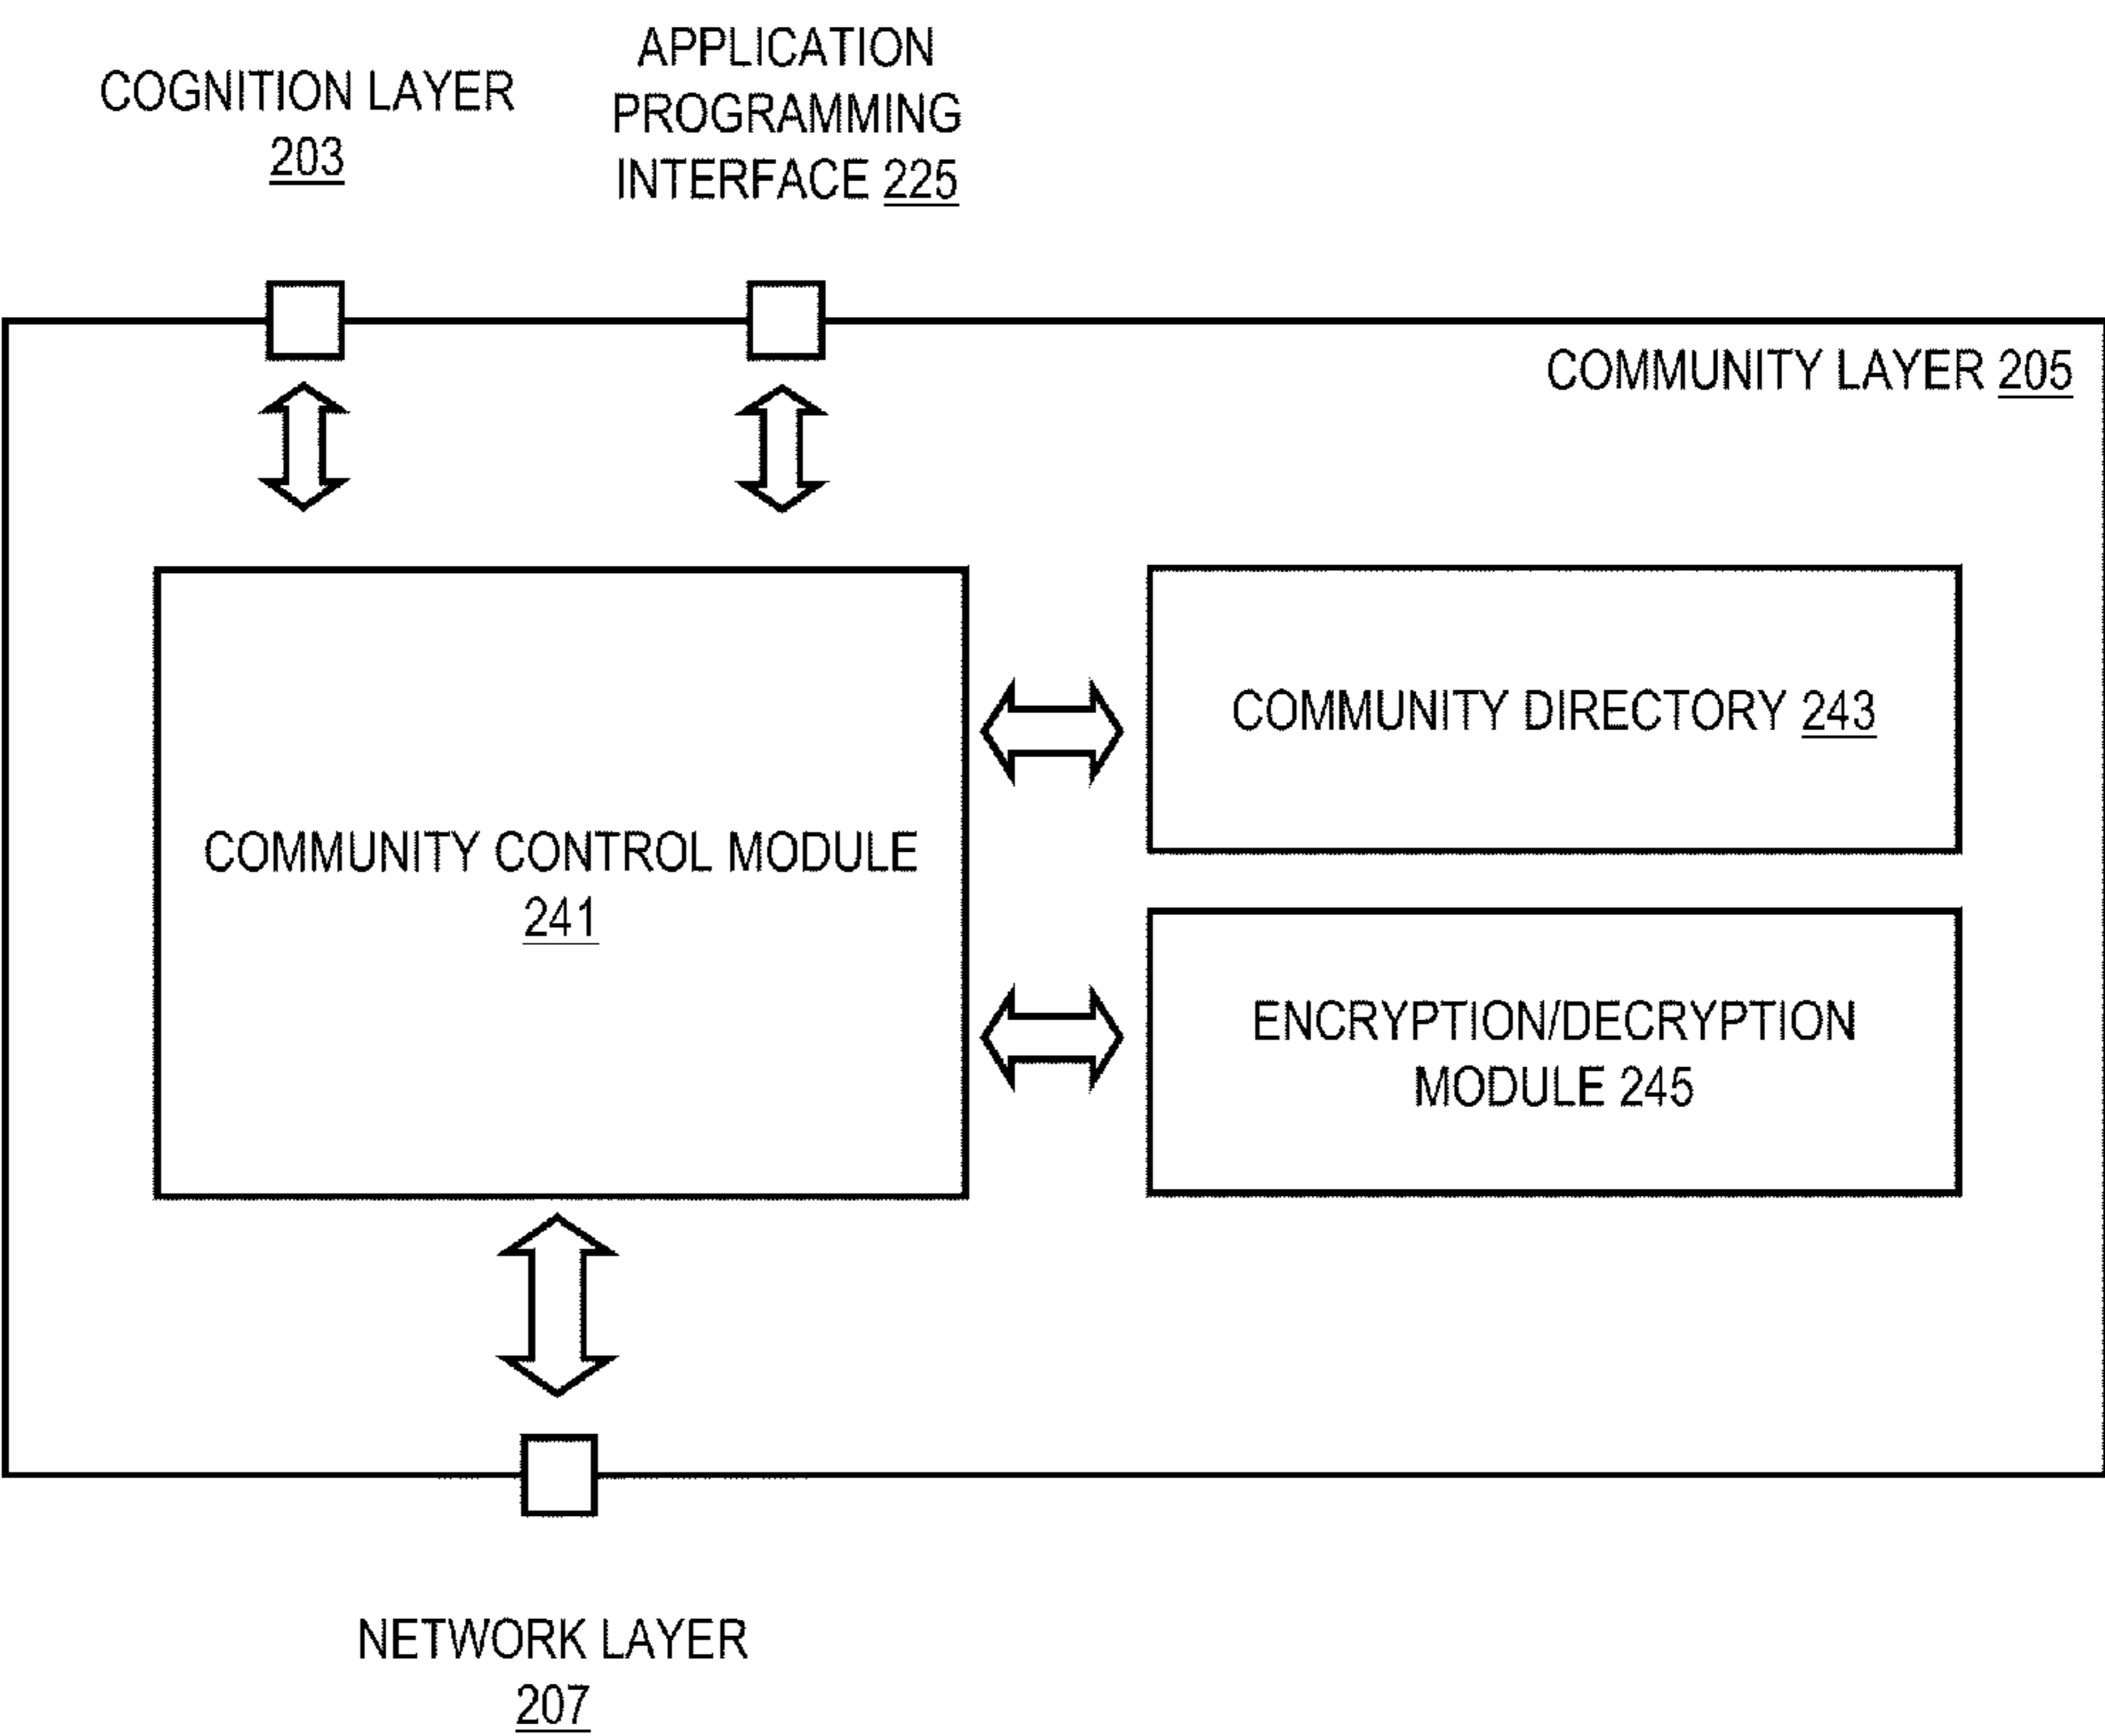 COGNITION LAYER
203
APPLICATION
PROGRAMMING
INTERFACE 225
COMMUNITY LAYER 205
COMMUNITY CONTROL MODULE
241
COMMUNITY DIRECTORY 243
ENCRYPTION/DECRYPTION
MODULE 245
NETWORK LAYER
207